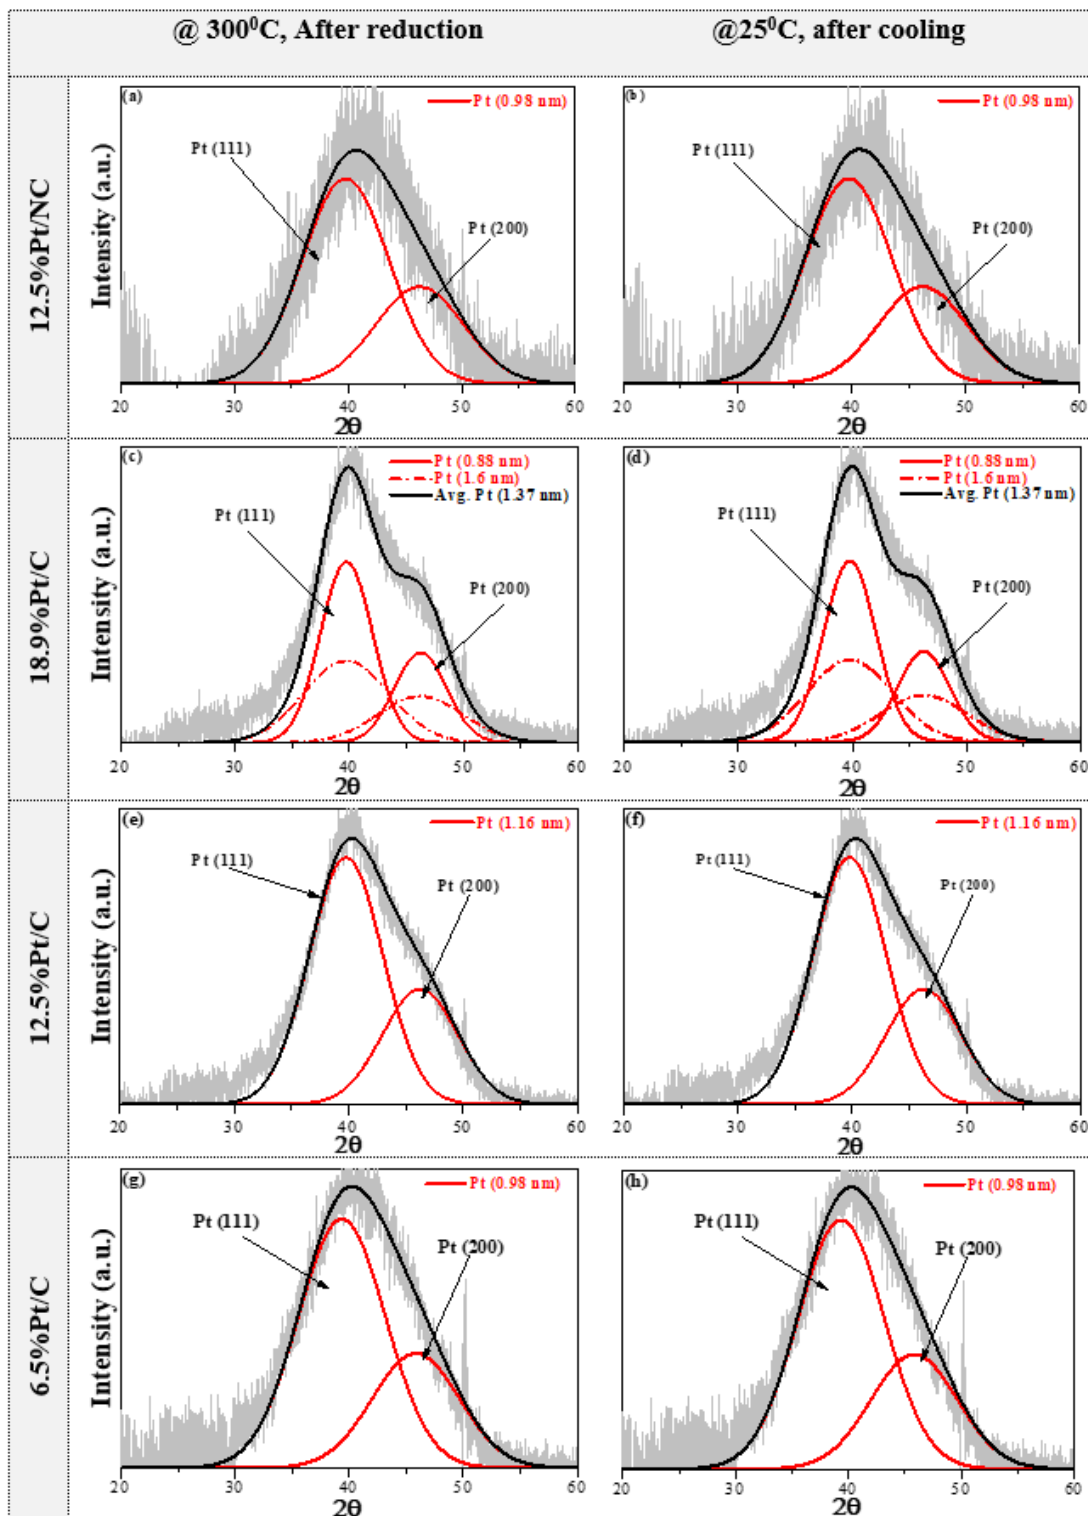 @ 300⁰C, After reduction
@25⁰C, after cooling
12.5%Pt/NC
Intensity (a.u.)
(a)
Pt (0.98 nm)
Pt (111)
Pt (200)
20 30 40 50 60
2θ
(b)
Pt (0.98 nm)
Pt (111)
Pt (200)
20 30 40 50 60
2θ
18.9%Pt/C
Intensity (a.u.)
(c)
Pt (0.88 nm)
Pt (1.6 nm)
Avg. Pt (1.37 nm)
Pt (111)
Pt (200)
20 30 40 50 60
2θ
(d)
Pt (0.88 nm)
Pt (1.6 nm)
Avg. Pt (1.37 nm)
Pt (111)
Pt (200)
20 30 40 50 60
2θ
12.5%Pt/C
Intensity (a.u.)
(e)
Pt (1.16 nm)
Pt (111)
Pt (200)
20 30 40 50 60
2θ
(f)
Pt (1.16 nm)
Pt (111)
Pt (200)
20 30 40 50 60
2θ
6.5%Pt/C
Intensity (a.u.)
(g)
Pt (0.98 nm)
Pt (111)
Pt (200)
20 30 40 50 60
2θ
(h)
Pt (0.98 nm)
Pt (111)
Pt (200)
20 30 40 50 60
2θ